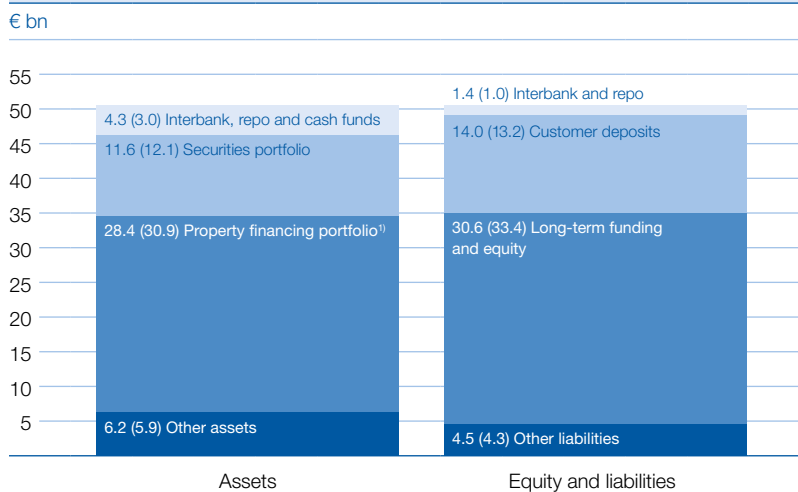 € bn
55
50
45
40
35
30
25
20
15
10
5
4.3 (3.0) Interbank, repo and cash funds
11.6 (12.1) Securities portfolio
28.4 (30.9) Property financing portfolio¹⁾
6.2 (5.9) Other assets
1.4 (1.0) Interbank and repo
14.0 (13.2) Customer deposits
30.6 (33.4) Long-term funding
and equity
4.5 (4.3) Other liabilities
Assets
Equity and liabilities